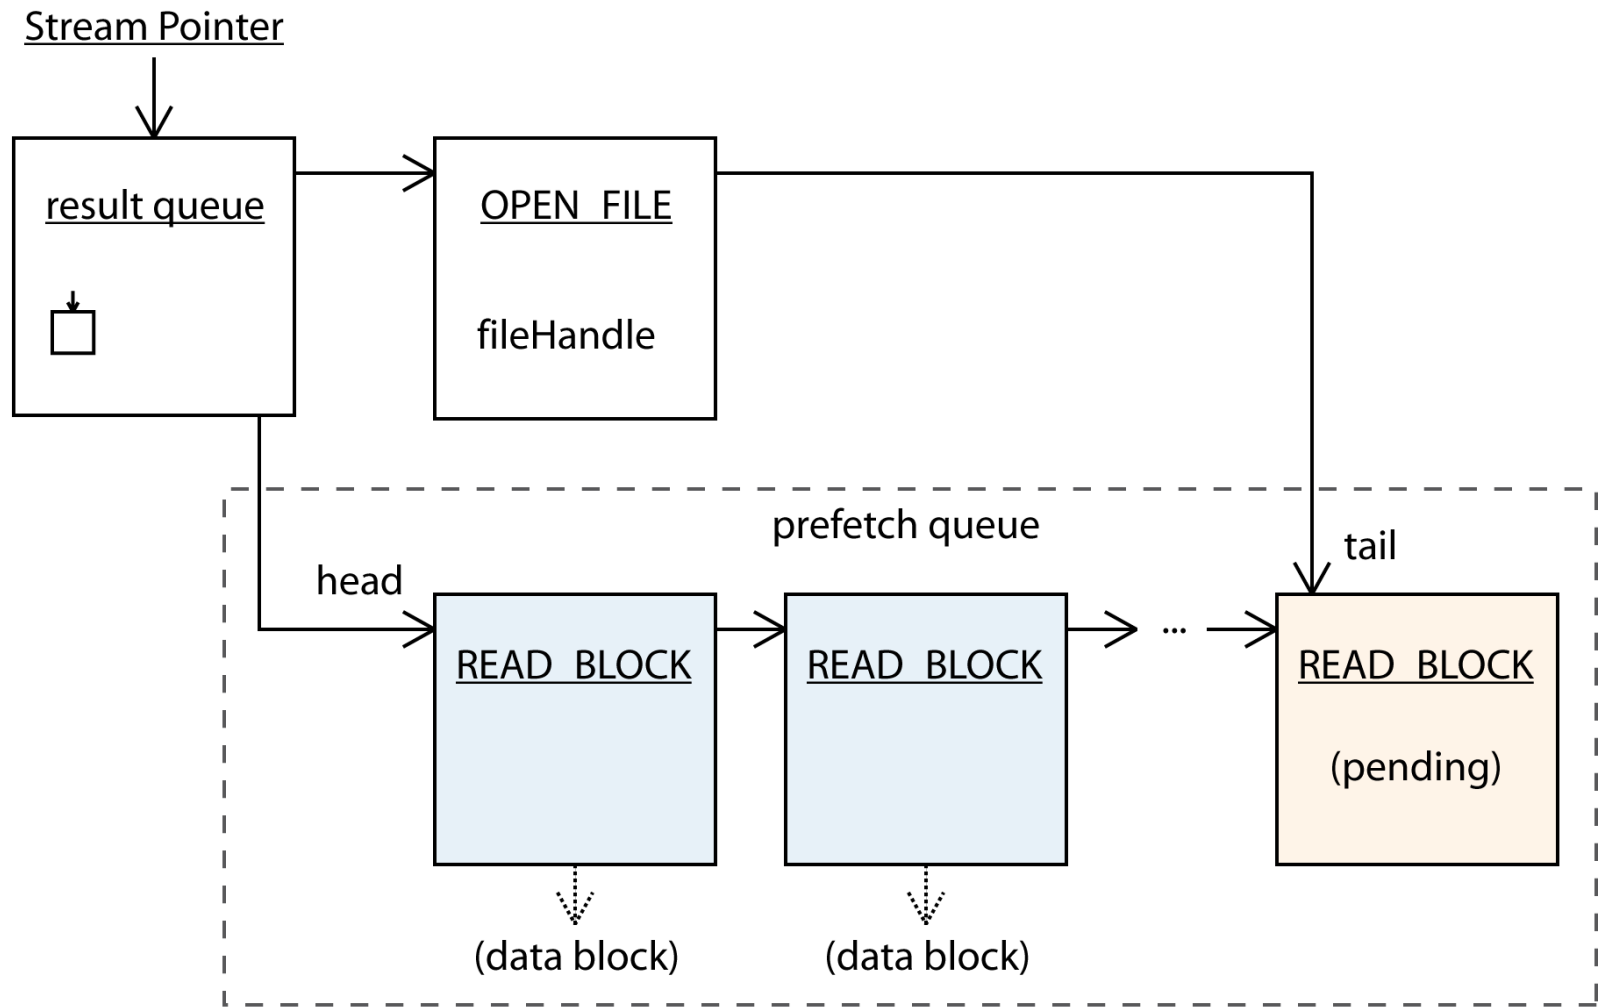 Stream Pointer
result queue
OPEN_FILE
fileHandle
prefetch queue
tail
head
READ_BLOCK
READ_BLOCK
...
READ_BLOCK
(pending)
(data block)
(data block)